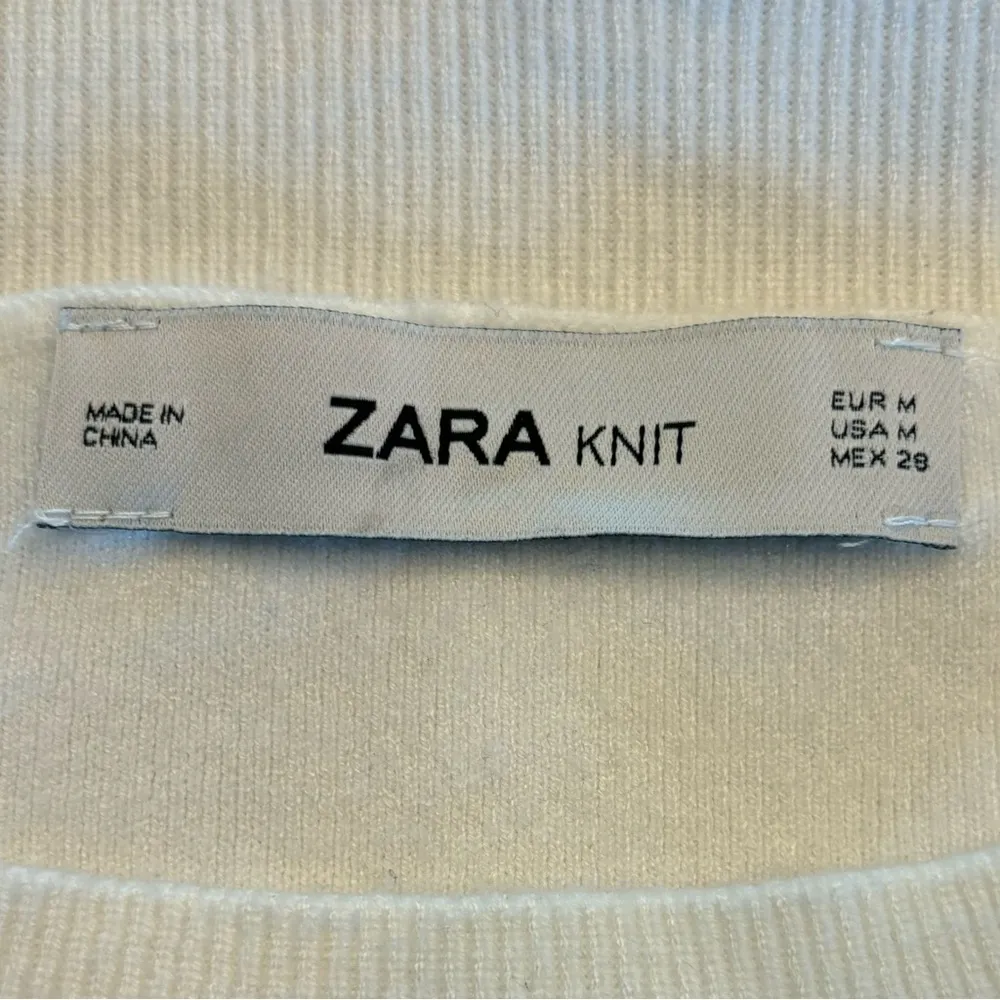 MADE IN
CHINA
ZARA KNIT
EUR M
USA M
MEX 28